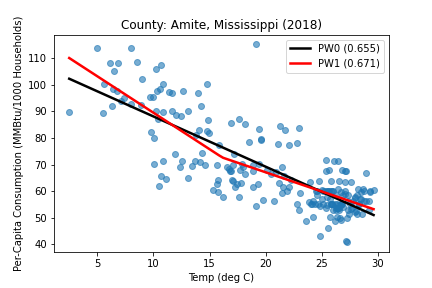 County: Amite, Mississippi (2018)
PW0 (0.655)
PW1 (0.671)
Per-Capita Consumption (MMBtu/1000 Households)
110
100
90
80
70
60
50
40
5 10 15 20 25 30
Temp (deg C)